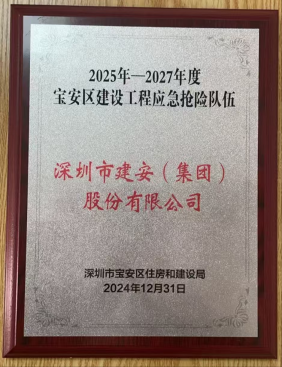 2025年—2027年度
宝安区建设工程应急抢险队伍
深圳市建安（集团）
股份有限公司
深圳市宝安区住房和建设局
2024年12月31日